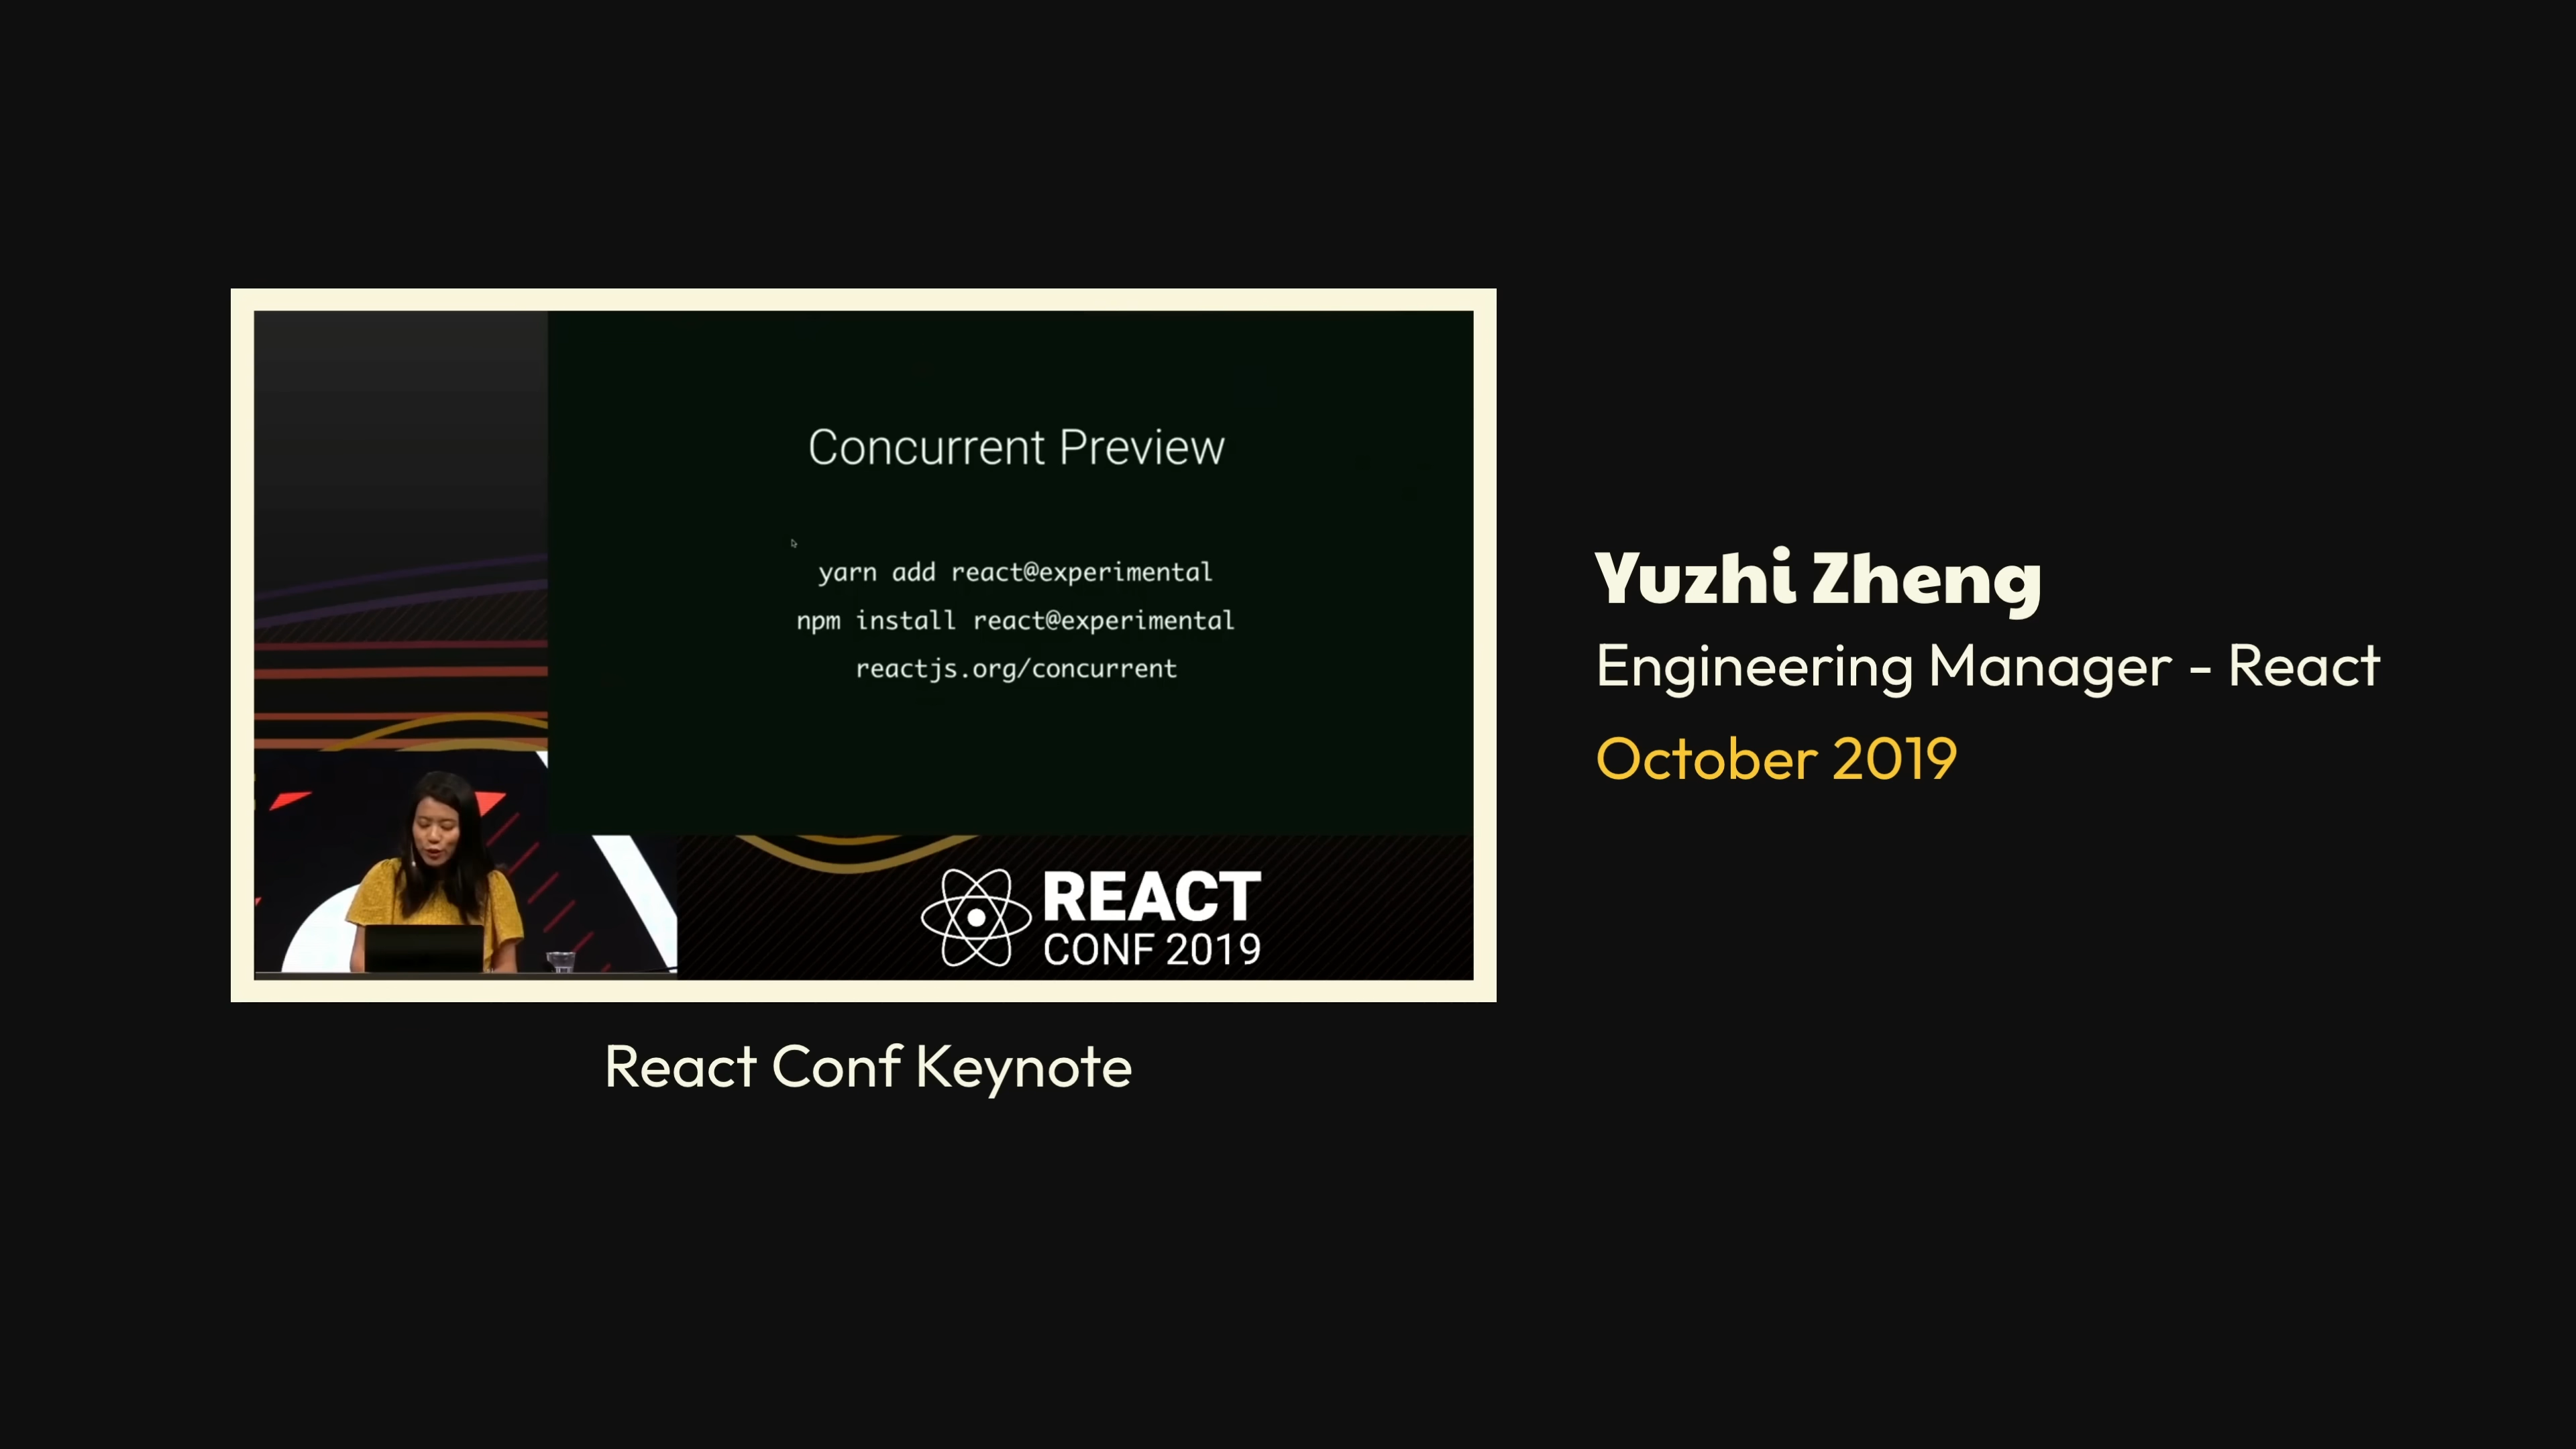 Concurrent Preview
yarn add react@experimental
npm install react@experimental
reactjs.org/concurrent
REACT
CONF 2019
React Conf Keynote
Yuzhi Zheng
Engineering Manager - React
October 2019